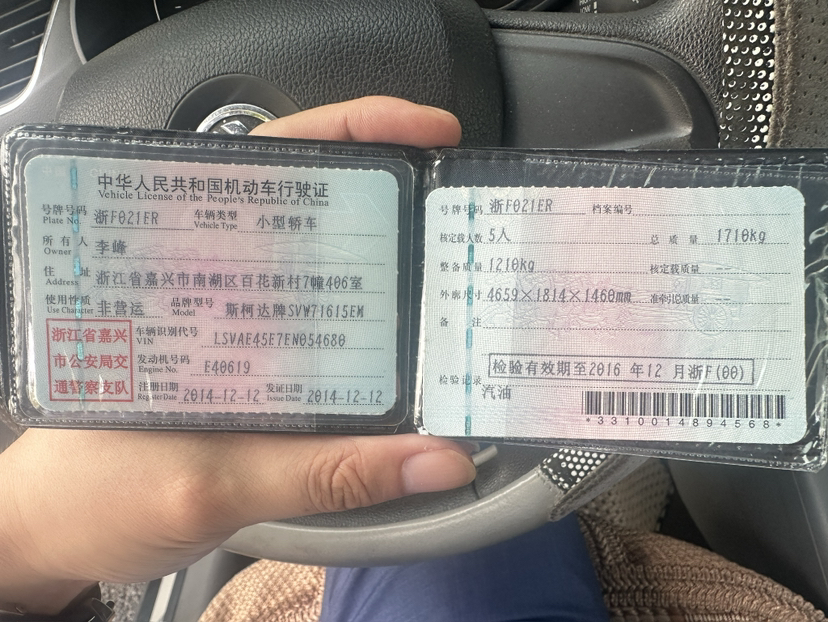 中华人民共和国机动车行驶证
Vehicle License of the People's Republic of China
号牌号码 浙F021ER 车辆类型 小型轿车
Plate No. Vehicle Type
所有人 李峰
Owner
住址 浙江省嘉兴市南湖区百花新村7幢406室
Address
使用性质 非营运 品牌型号 斯柯达牌SVW71615EM
Use Character Model
浙江省嘉兴
市公安局交
通警察支队
车辆识别代号 LSVAE45E7EN054680
VIN
发动机号码 E40619
Engine No.
注册日期 2014-12-12 发证日期 2014-12-12
Register Date Issue Date
号牌号码 浙F021ER 档案编号
核定载人数 5人 总质量 1710kg
整备质量 1210kg 核定载质量 --
外廓尺寸 4659×1814×1460mm 准牵引总质量 --
备注
检验有效期至2016 年 12 月浙F(00)
检验记录
汽油
*3310014894568*